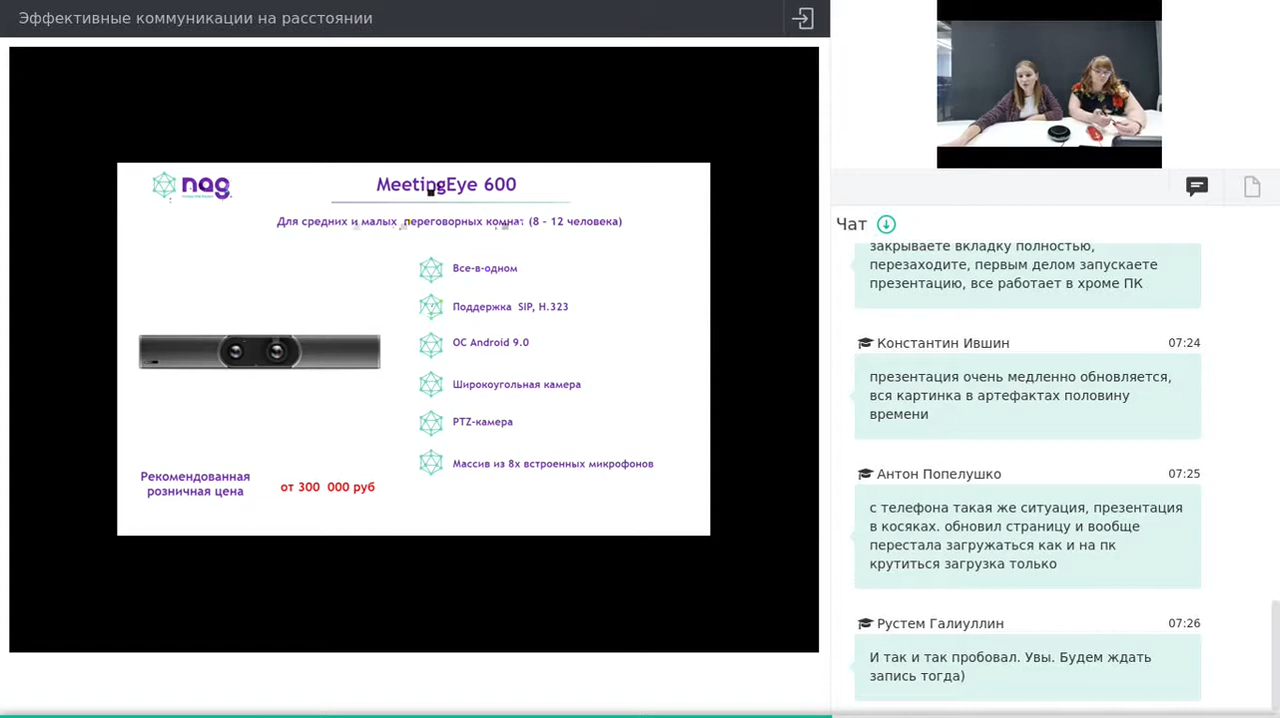 Эффективные коммуникации на расстоянии
nag
MeetingEye 600
Для средних и малых переговорных комнат (8 - 12 человека)
Все-в-одном
Поддержка SIP, H.323
ОС Android 9.0
Широкоугольная камера
PTZ-камера
Массив из 8х встроенных микрофонов
Рекомендованная
розничная цена
от 300 000 руб
Чат
закрываете вкладку полностью,
перезаходите, первым делом запускаете
презентацию, все работает в хроме ПК
Константин Ившин 07:24
презентация очень медленно обновляется,
вся картинка в артефактах половину
времени
Антон Попелушко 07:25
с телефона такая же ситуация, презентация
в косяках. обновил страницу и вообще
перестала загружаться как и на пк
крутиться загрузка только
Рустем Галиуллин 07:26
И так и так пробовал. Увы. Будем ждать
запись тогда)